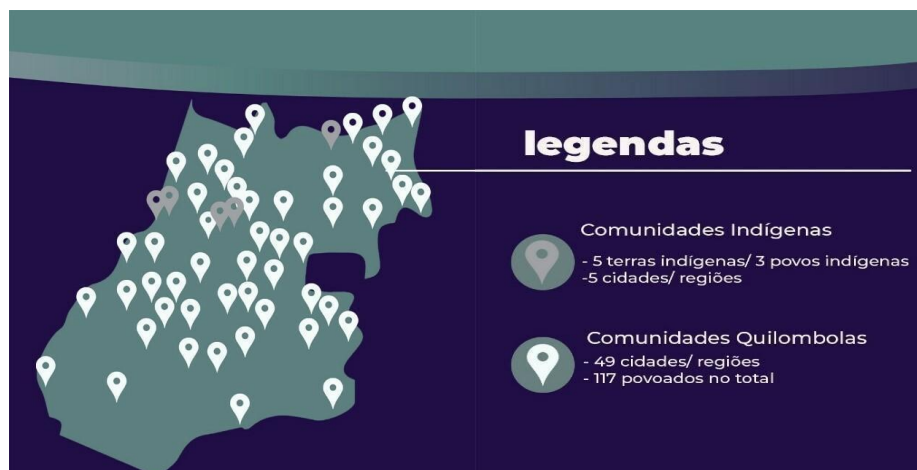 legendas
Comunidades Indígenas
- 5 terras indígenas/ 3 povos indígenas
-5 cidades/ regiões
Comunidades Quilombolas
- 49 cidades/ regiões
- 117 povoados no total